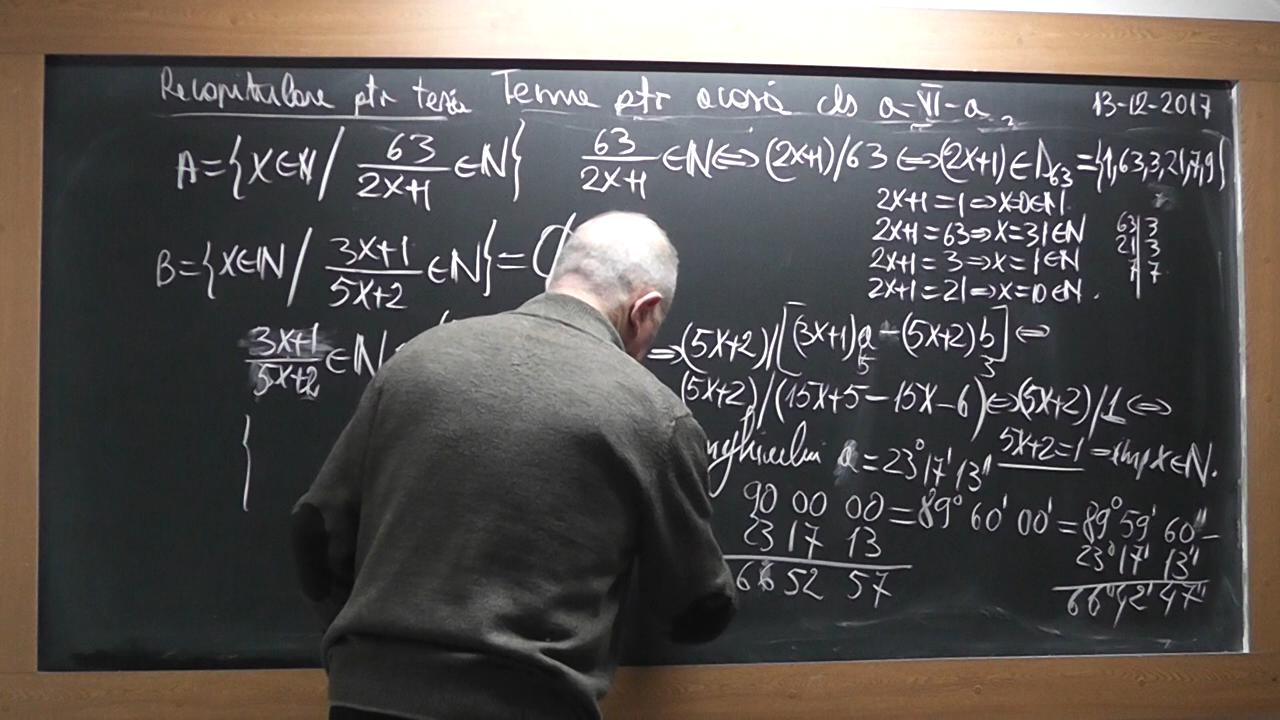 Recapitulare ptr teză Teme ptr acasă cls a-VI-a 13-12-2017
A={x∈N/ 63/(2x+1) ∈N} 63/(2x+1) ∈N⇔(2x+1)/63⇔(2x+1)∈D₆₃={1,63,3,21,7,9}
2x+1=1⇒x=0∈N
2x+1=63⇒x=31∈N
2x+1=3⇒x=1∈N
2x+1=21⇒x=10∈N.
63|3
21|3
7|7
B={x∈N/ (3x+1)/(5x+2) ∈N}=
(3x+1)/(5x+2) ∈N ⇒(5x+2)/[(3x+1)a-(5x+2)b]⇔
5 3
(5x+2)/(15x+5-15x-6)⇔(5x+2)/1⇔
5x+2=1 x∈N.
a=23°17'13"
90 00 00=89°60'00'=89°59'60"-
23 17 13 23°17'13"
66 52 57 66°42'47"